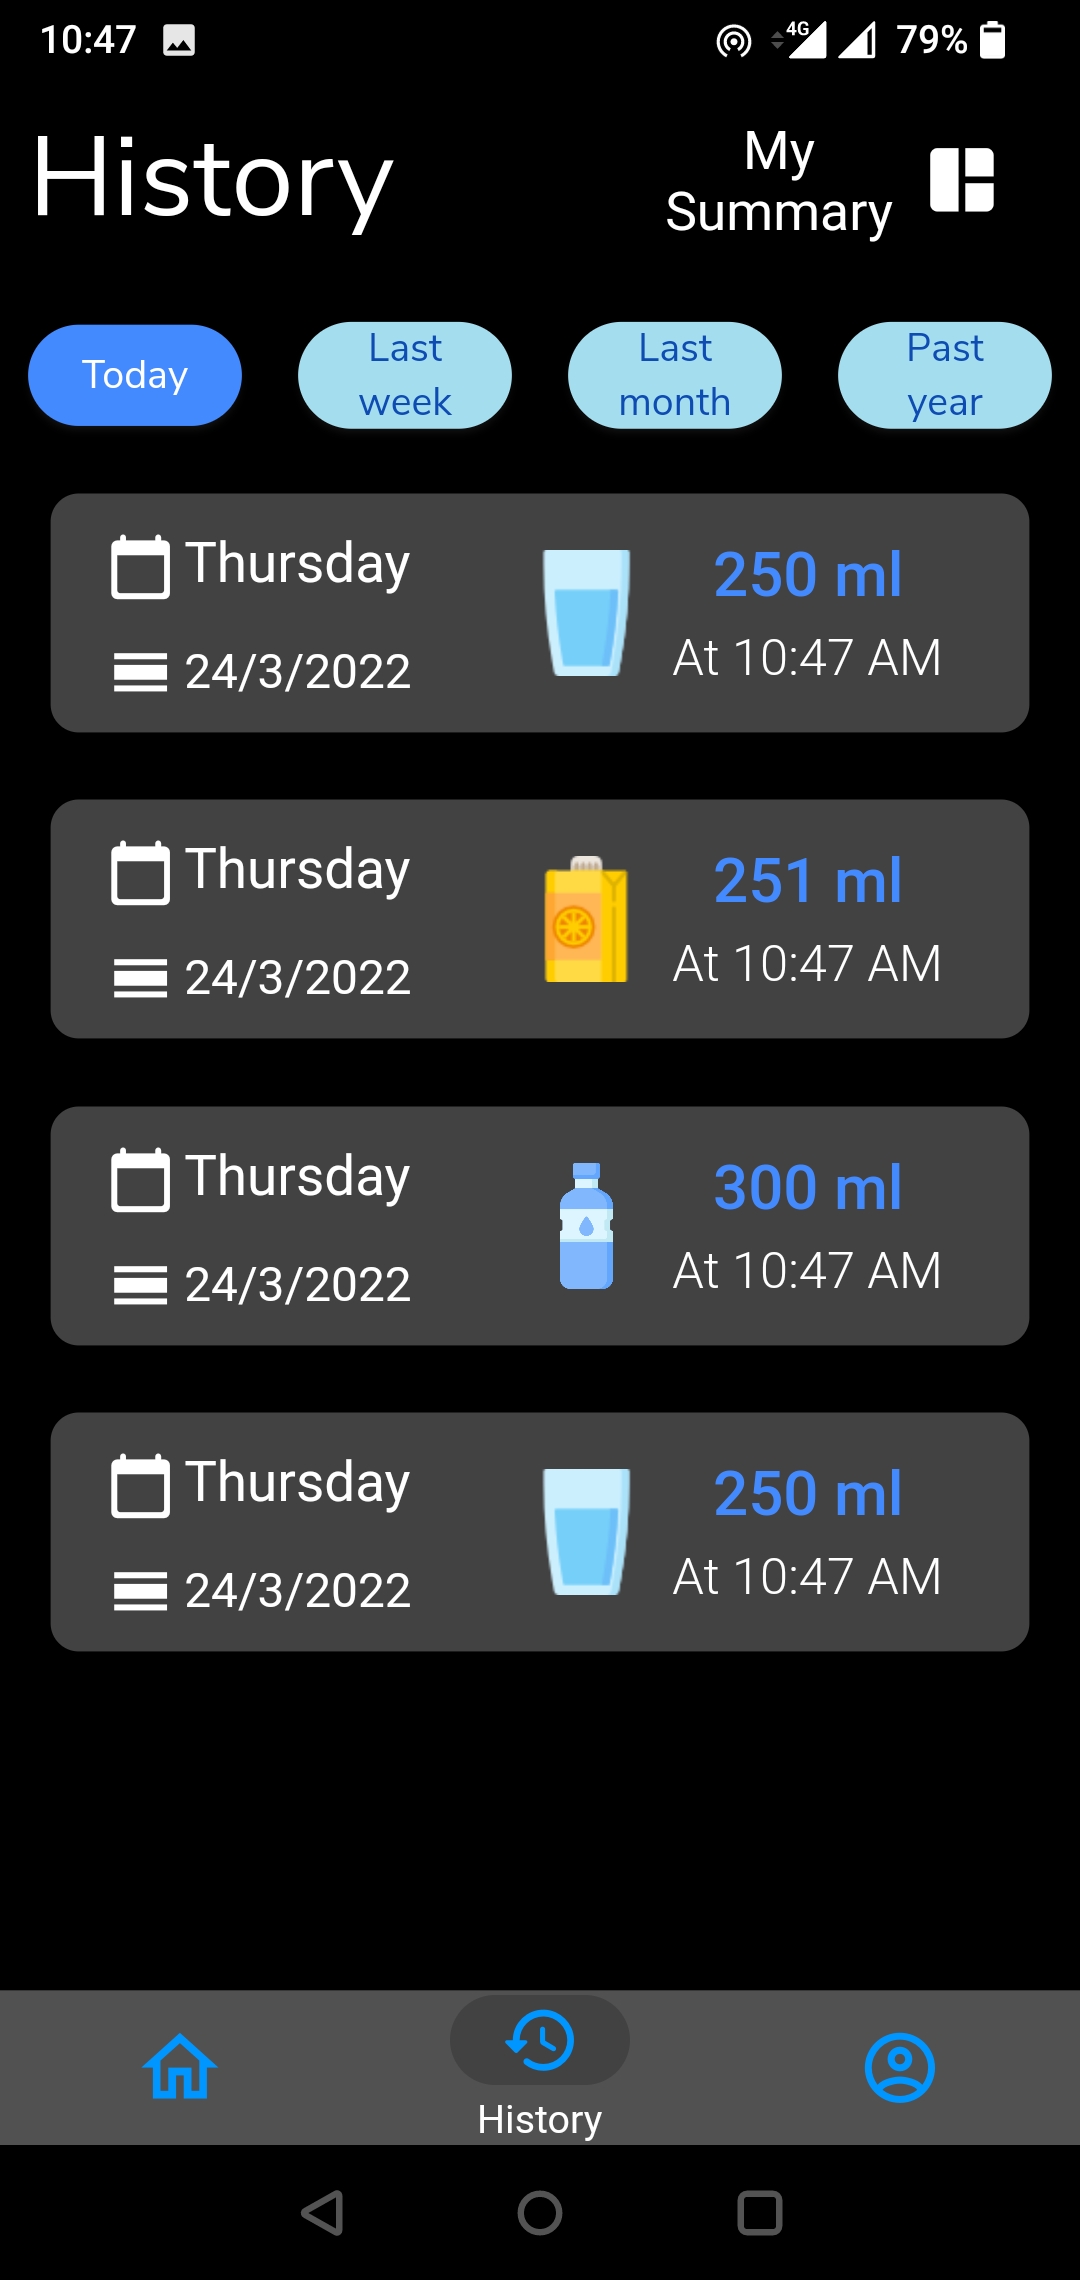 10:47
4G
79%
History
My
Summary
Today
Last
week
Last
month
Past
year
Thursday
250 ml
24/3/2022
At 10:47 AM
Thursday
251 ml
24/3/2022
At 10:47 AM
Thursday
300 ml
24/3/2022
At 10:47 AM
Thursday
250 ml
24/3/2022
At 10:47 AM
History